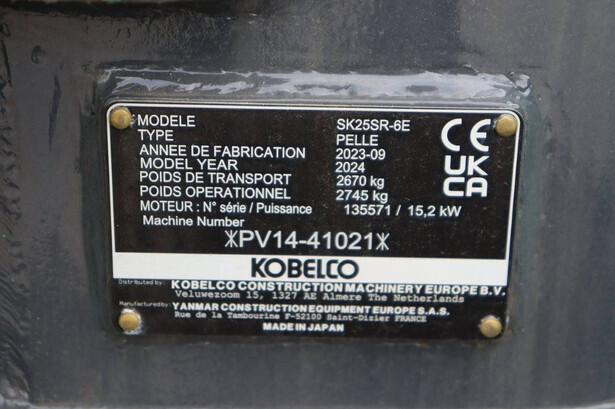 MODELE SK25SR-6E
TYPE PELLE
ANNEE DE FABRICATION 2023-09
MODEL YEAR 2024
POIDS DE TRANSPORT 2670 kg
POIDS OPERATIONNEL 2745 kg
MOTEUR : N° série / Puissance 135571 / 15,2 kW
Machine Number
CE
UK
CA
ӾPV14-41021Ӿ
KOBELCO
Distributed by: KOBELCO CONSTRUCTION MACHINERY EUROPE B.V.
Veluwezoom 15, 1327 AE Almere The Netherlands
Manufactured by: YANMAR CONSTRUCTION EQUIPMENT EUROPE S.A.S.
Rue de la Tambourine F-52100 Saint-Dizier FRANCE
MADE IN JAPAN